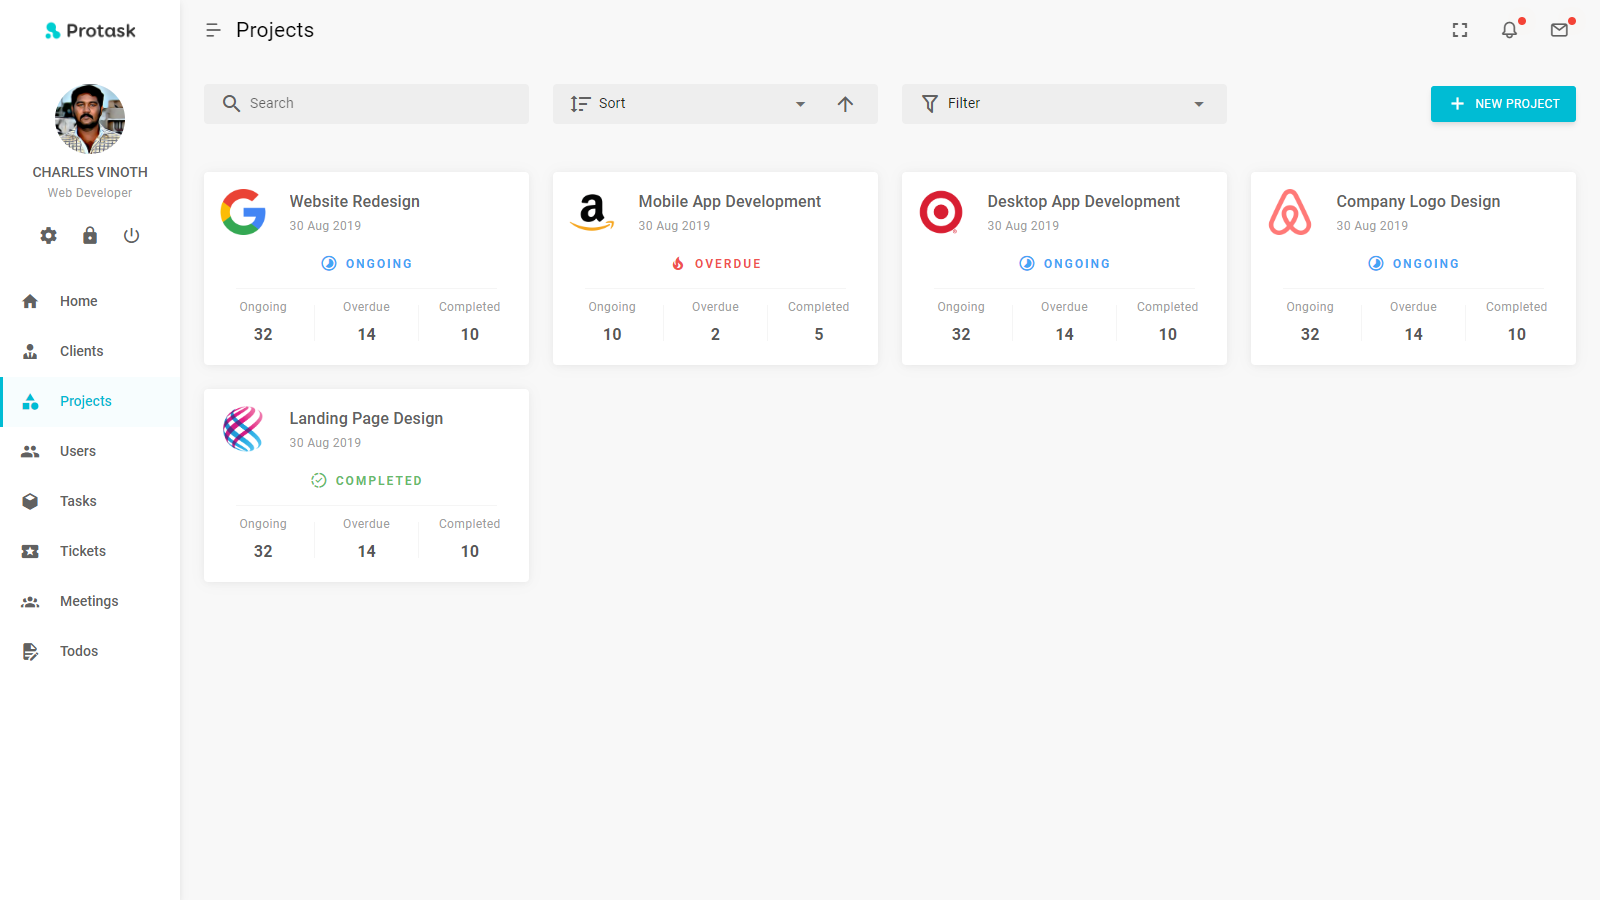 Protask
CHARLES VINOTH
Web Developer
Home
Clients
Projects
Users
Tasks
Tickets
Meetings
Todos
Projects
Search
Sort
Filter
NEW PROJECT
Website Redesign
30 Aug 2019
ONGOING
Ongoing Overdue Completed
32 14 10
Mobile App Development
30 Aug 2019
OVERDUE
Ongoing Overdue Completed
10 2 5
Desktop App Development
30 Aug 2019
ONGOING
Ongoing Overdue Completed
32 14 10
Company Logo Design
30 Aug 2019
ONGOING
Ongoing Overdue Completed
32 14 10
Landing Page Design
30 Aug 2019
COMPLETED
Ongoing Overdue Completed
32 14 10